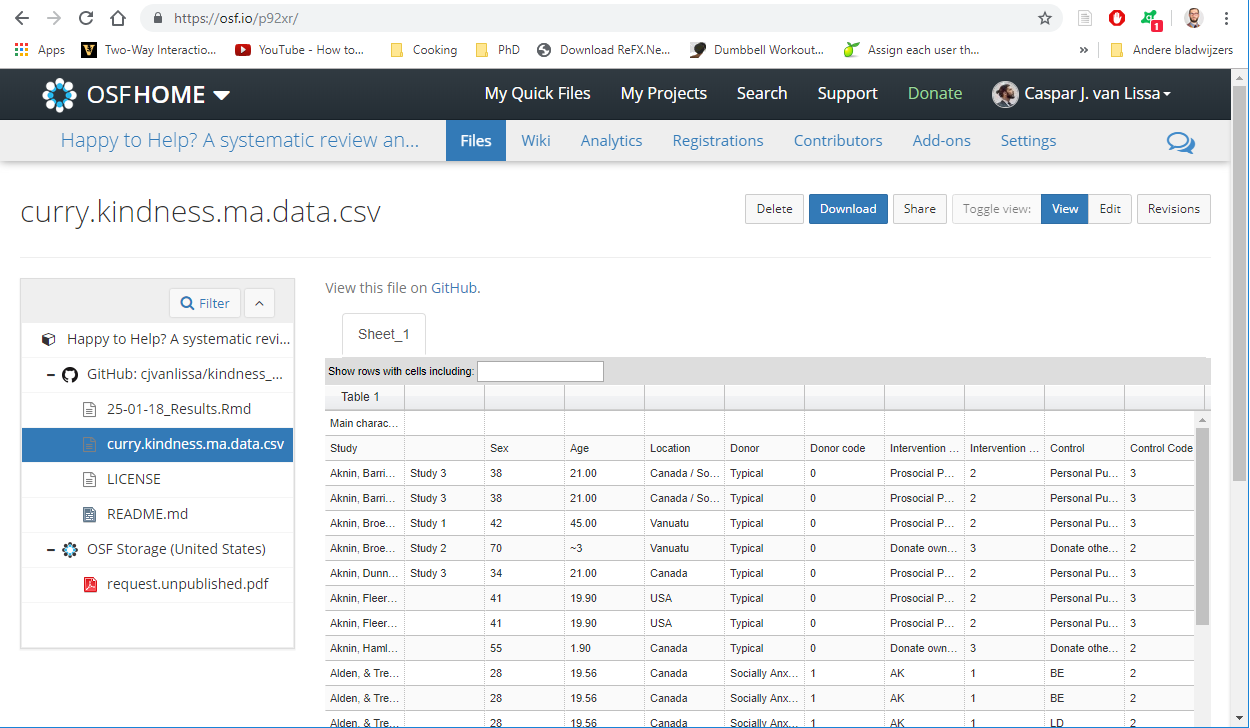 https://osf.io/p92xr/
1
Apps Two-Way Interactio... YouTube - How to... Cooking PhD Download ReFX.Ne... Dumbbell Workout... Assign each user th... » Andere bladwijzers
OSFHOME My Quick Files My Projects Search Support Donate Caspar J. van Lissa
Happy to Help? A systematic review an... Files Wiki Analytics Registrations Contributors Add-ons Settings
curry.kindness.ma.data.csv
Delete Download Share Toggle view: View Edit Revisions
Filter
Happy to Help? A systematic revi...
GitHub: cjvanlissa/kindness_...
25-01-18_Results.Rmd
curry.kindness.ma.data.csv
LICENSE
README.md
OSF Storage (United States)
request.unpublished.pdf
View this file on GitHub.
Sheet_1
Show rows with cells including:
Table 1
Main charac...
Study Sex Age Location Donor Donor code Intervention ... Intervention ... Control Control Code
Aknin, Barri... Study 3 38 21.00 Canada / So... Typical 0 Prosocial P... 2 Personal Pu... 3
Aknin, Barri... Study 3 38 21.00 Canada / So... Typical 0 Prosocial P... 2 Personal Pu... 3
Aknin, Broe... Study 1 42 45.00 Vanuatu Typical 0 Prosocial P... 2 Personal Pu... 3
Aknin, Broe... Study 2 70 ~3 Vanuatu Typical 0 Donate own... 3 Donate othe... 2
Aknin, Dunn... Study 3 34 21.00 Canada Typical 0 Prosocial P... 2 Personal Pu... 3
Aknin, Fleer... 41 19.90 USA Typical 0 Prosocial P... 2 Personal Pu... 3
Aknin, Fleer... 41 19.90 USA Typical 0 Prosocial P... 2 Personal Pu... 3
Aknin, Haml... 55 1.90 Canada Typical 0 Donate own... 3 Donate othe... 2
Alden, & Tre... 28 19.56 Canada Socially Anx... 1 AK 1 BE 2
Alden, & Tre... 28 19.56 Canada Socially Anx... 1 AK 1 BE 2
Alden, & Tre... 28 19.56 Canada Socially Anx... 1 AK 1 LD 2